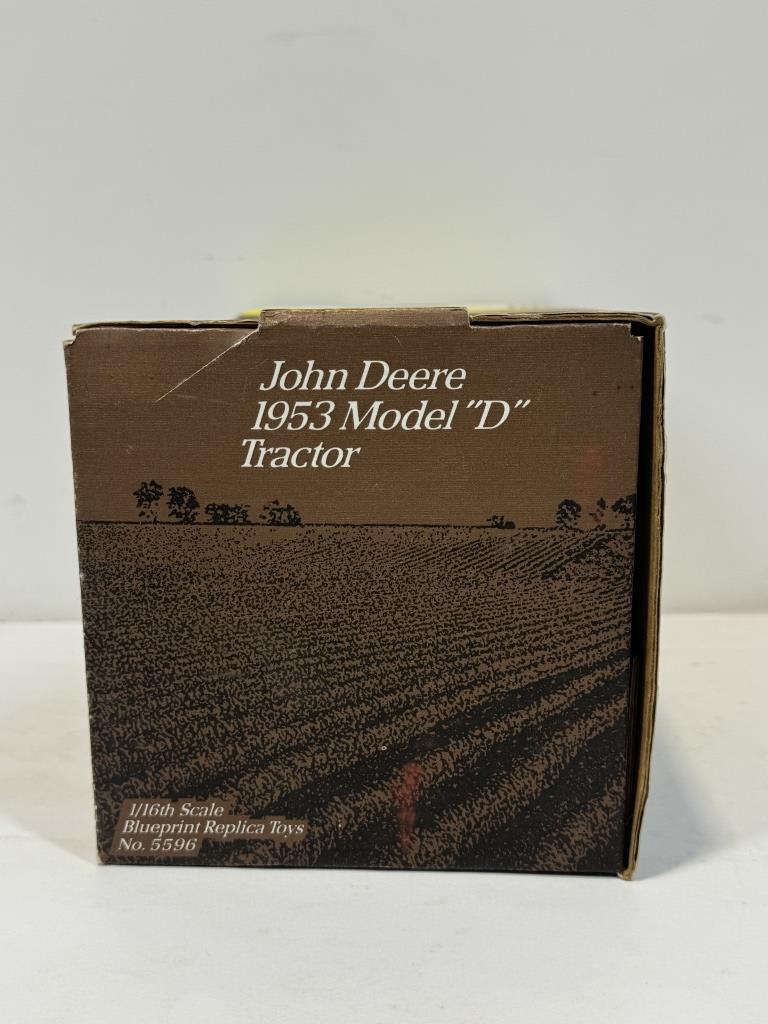 John Deere
1953 Model "D"
Tractor
1/16th Scale
Blueprint Replica Toys
No. 5596